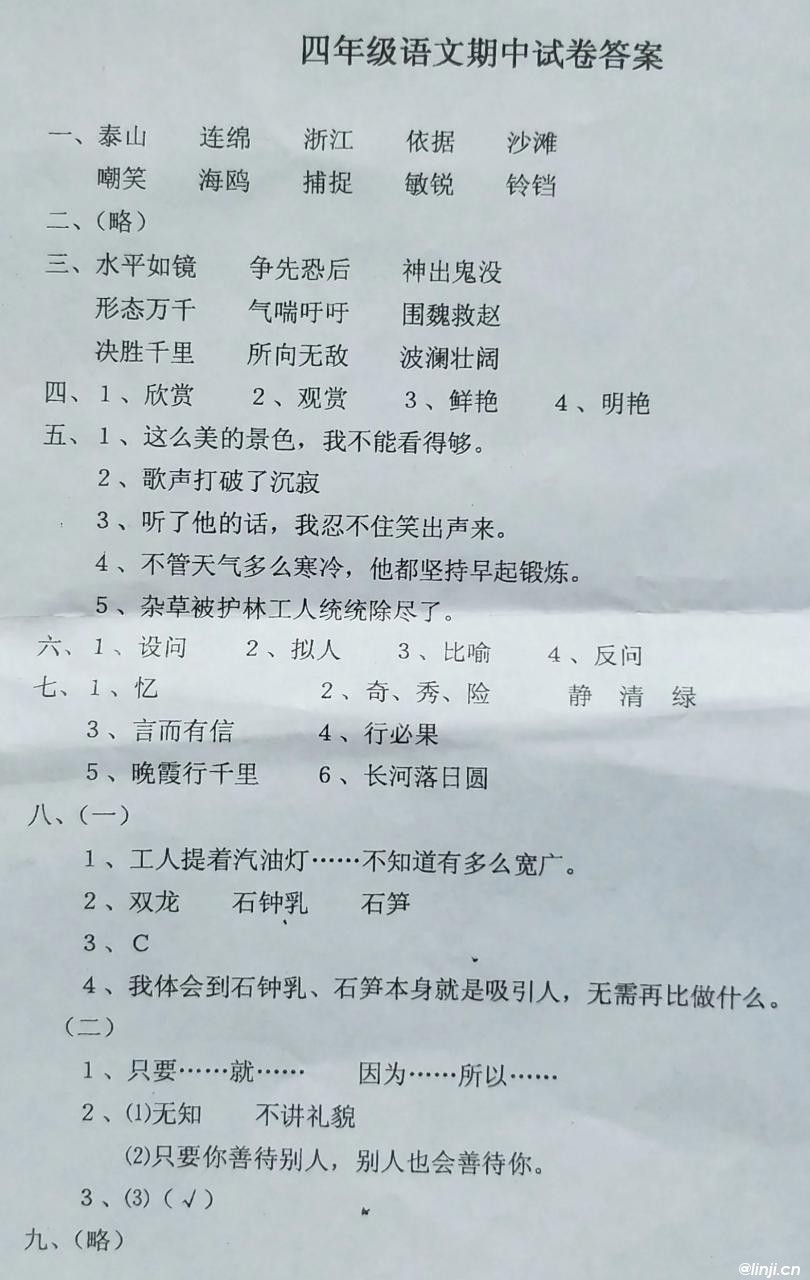 四年级语文期中试卷答案
一、泰山 连绵 浙江 依据 沙滩
嘲笑 海鸥 捕捉 敏锐 铃铛
二、（略）
三、水平如镜 争先恐后 神出鬼没
形态万千 气喘吁吁 围魏救赵
决胜千里 所向无敌 波澜壮阔
四、1、欣赏 2、观赏 3、鲜艳 4、明艳
五、1、这么美的景色，我不能看得够。
2、歌声打破了沉寂
3、听了他的话，我忍不住笑出声来。
4、不管天气多么寒冷，他都坚持早起锻炼。
5、杂草被护林工人统统除尽了。
六、1、设问 2、拟人 3、比喻 4、反问
七、1、忆 2、奇、秀、险 静 清 绿
3、言而有信 4、行必果
5、晚霞行千里 6、长河落日圆
八、（一）
1、工人提着汽油灯……不知道有多么宽广。
2、双龙 石钟乳 石笋
3、C
4、我体会到石钟乳、石笋本身就是吸引人，无需再比做什么。
（二）
1、只要……就…… 因为……所以……
2、⑴无知 不讲礼貌
⑵只要你善待别人，别人也会善待你。
3、⑶（√）
九、（略）
@linji.cn